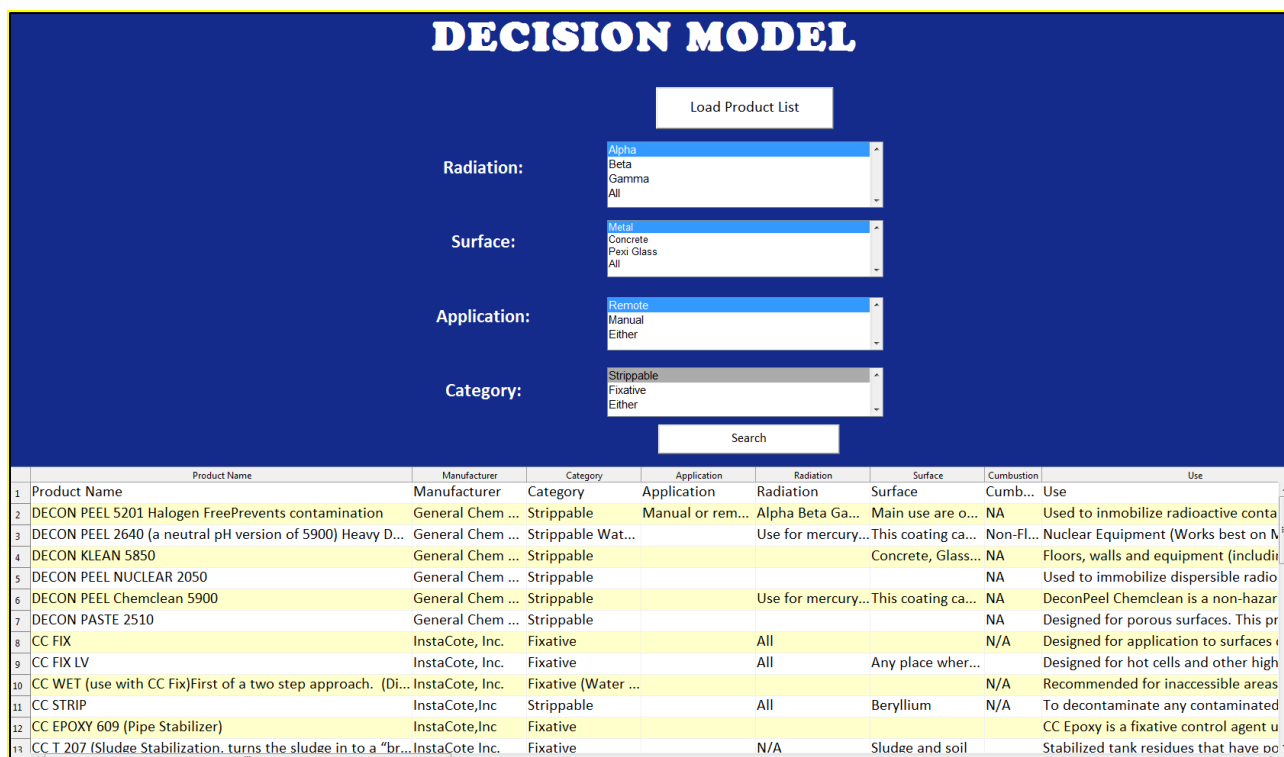 DECISION MODEL
Load Product List
Radiation:
Alpha
Beta
Gamma
All
Surface:
Metal
Concrete
Pexi Glass
All
Application:
Remote
Manual
Either
Category:
Strippable
Fixative
Either
Search
Product Name Manufacturer Category Application Radiation Surface Cumbustion Use
1 Product Name Manufacturer Category Application Radiation Surface Cumb... Use
2 DECON PEEL 5201 Halogen FreePrevents contamination General Chem ... Strippable Manual or rem... Alpha Beta Ga... Main use are o... NA Used to inmobilize radioactive conta
3 DECON PEEL 2640 (a neutral pH version of 5900) Heavy D... General Chem ... Strippable Wat... Use for mercury... This coating ca... Non-Fl... Nuclear Equipment (Works best on M
4 DECON KLEAN 5850 General Chem ... Strippable Concrete, Glass... NA Floors, walls and equipment (includin
5 DECON PEEL NUCLEAR 2050 General Chem ... Strippable NA Used to immobilize dispersible radio
6 DECON PEEL Chemclean 5900 General Chem ... Strippable Use for mercury... This coating ca... NA DeconPeel Chemclean is a non-hazar
7 DECON PASTE 2510 General Chem ... Strippable NA Designed for porous surfaces. This pr
8 CC FIX InstaCote, Inc. Fixative All N/A Designed for application to surfaces
9 CC FIX LV InstaCote, Inc. Fixative All Any place wher... Designed for hot cells and other high
10 CC WET (use with CC Fix)First of a two step approach. (Di... InstaCote, Inc. Fixative (Water ... N/A Recommended for inaccessible areas
11 CC STRIP InstaCote,Inc Strippable All Beryllium N/A To decontaminate any contaminated
12 CC EPOXY 609 (Pipe Stabilizer) InstaCote, Inc. Fixative CC Epoxy is a fixative control agent u
13 CC T 207 (Sludge Stabilization, turns the sludge in to a “br... InstaCote Inc. Fixative N/A Sludge and soil Stabilized tank residues that have po